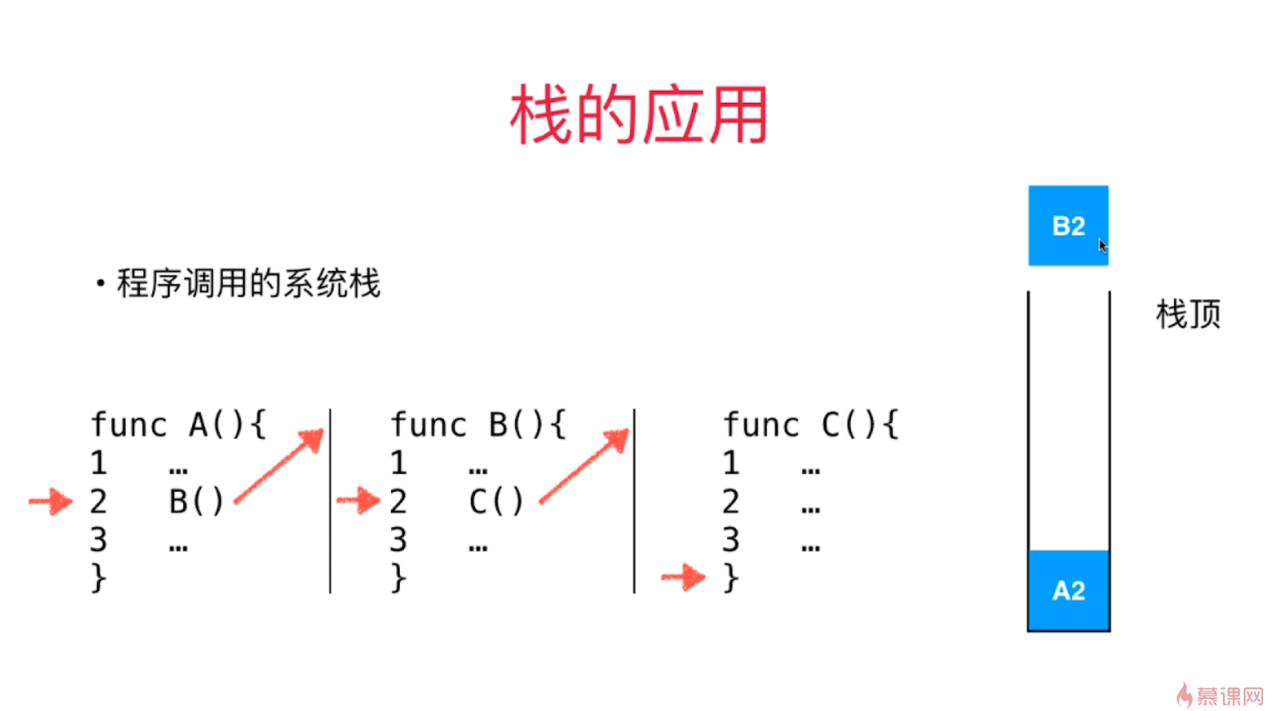 栈的应用
• 程序调用的系统栈
func A(){
1 …
2 B()
3 …
}
func B(){
1 …
2 C()
3 …
}
func C(){
1 …
2 …
3 …
}
B2
栈顶
A2
慕课网